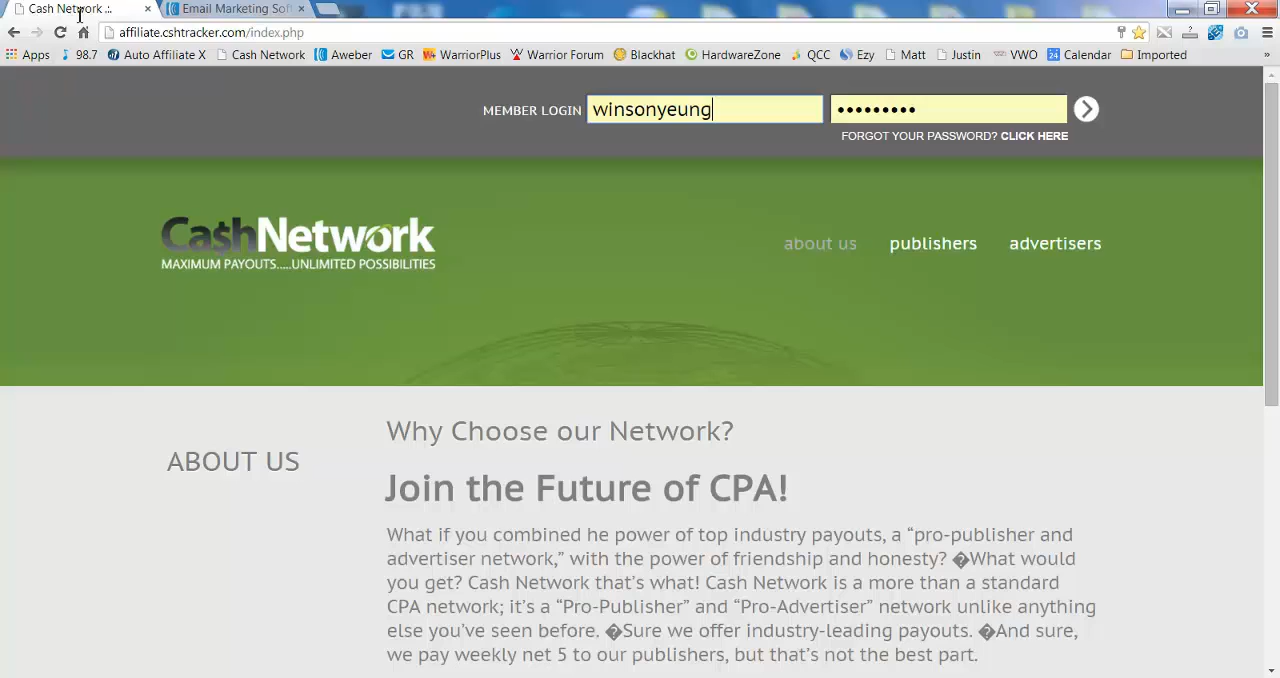 Cash Network .:.
Email Marketing Soft
affiliate.cshtracker.com/index.php
Apps 98.7 Auto Affiliate X Cash Network Aweber GR WarriorPlus Warrior Forum Blackhat HardwareZone QCC Ezy Matt Justin VWO 24 Calendar Imported »
MEMBER LOGIN winsonyeung •••••••••
FORGOT YOUR PASSWORD? CLICK HERE
Ca$hNetwork
MAXIMUM PAYOUTS.....UNLIMITED POSSIBILITIES
about us publishers advertisers
Why Choose our Network?
ABOUT US
Join the Future of CPA!
What if you combined he power of top industry payouts, a “pro-publisher and
advertiser network,” with the power of friendship and honesty? �What would
you get? Cash Network that’s what! Cash Network is a more than a standard
CPA network; it’s a “Pro-Publisher” and “Pro-Advertiser” network unlike anything
else you’ve seen before. �Sure we offer industry-leading payouts. �And sure,
we pay weekly net 5 to our publishers, but that’s not the best part.